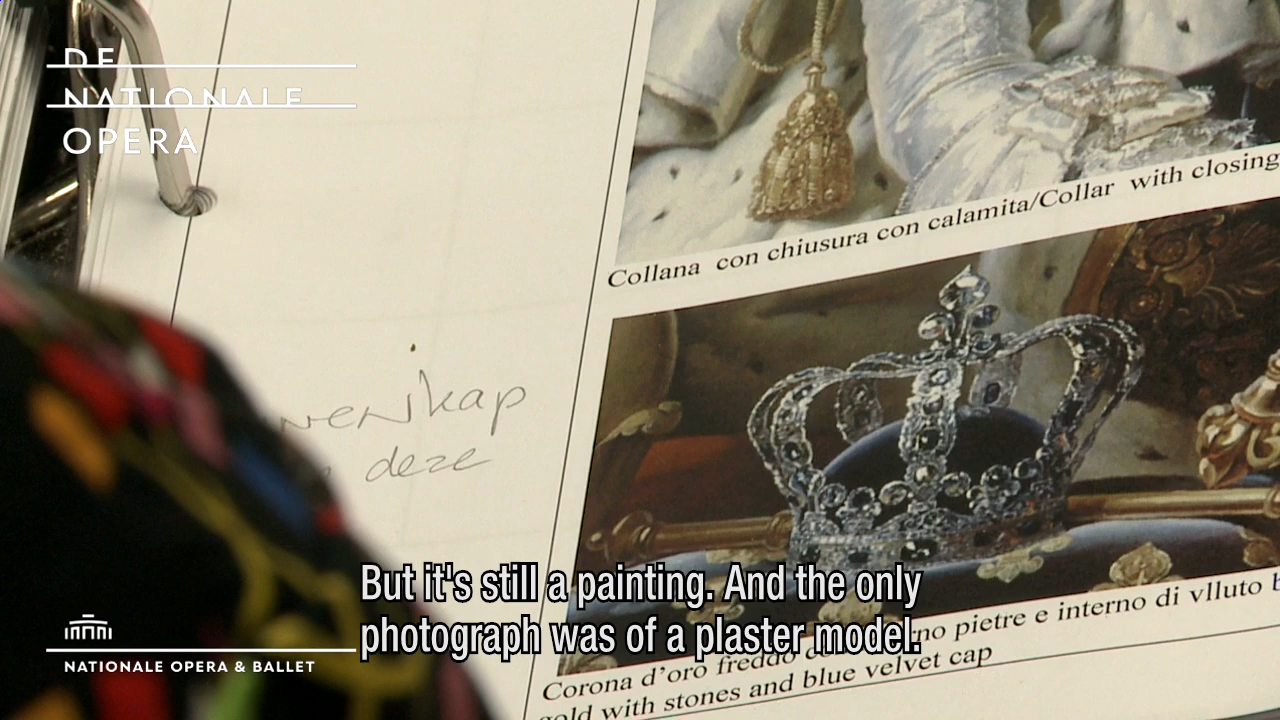 DE
NATIONALE
OPERA
Collana con chiusura con calamita/Collar with closing
deze
But it's still a painting. And the only
photograph was of a plaster model.
Corona d'oro freddo
no pietre e interno di vlluto b
gold with stones and blue velvet cap
NATIONALE OPERA & BALLET